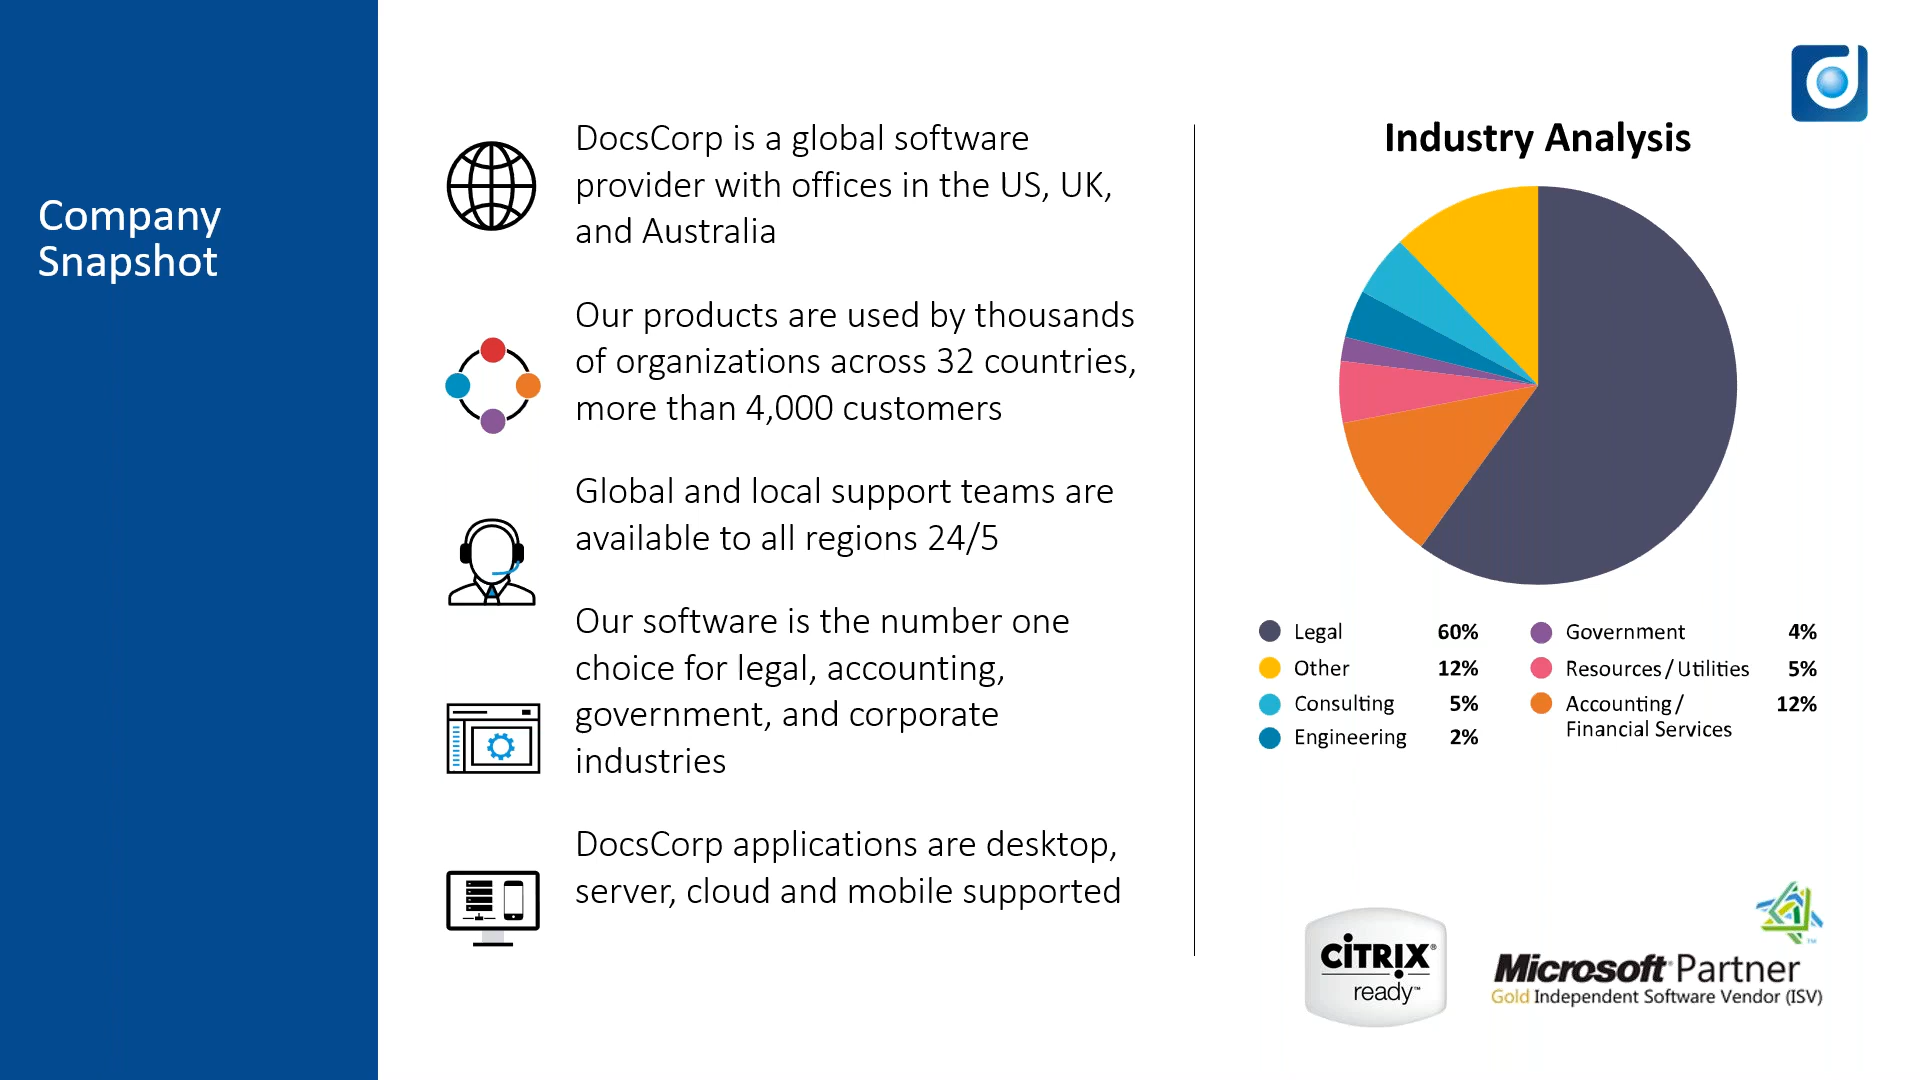 Company
Snapshot
DocsCorp is a global software
provider with offices in the US, UK,
and Australia
Our products are used by thousands
of organizations across 32 countries,
more than 4,000 customers
Global and local support teams are
available to all regions 24/5
Our software is the number one
choice for legal, accounting,
government, and corporate
industries
DocsCorp applications are desktop,
server, cloud and mobile supported
Industry Analysis
Legal 60%
Other 12%
Consulting 5%
Engineering 2%
Government 4%
Resources / Utilities 5%
Accounting / 12%
Financial Services
CiTRIX®
ready™
Microsoft® Partner
Gold Independent Software Vendor (ISV)